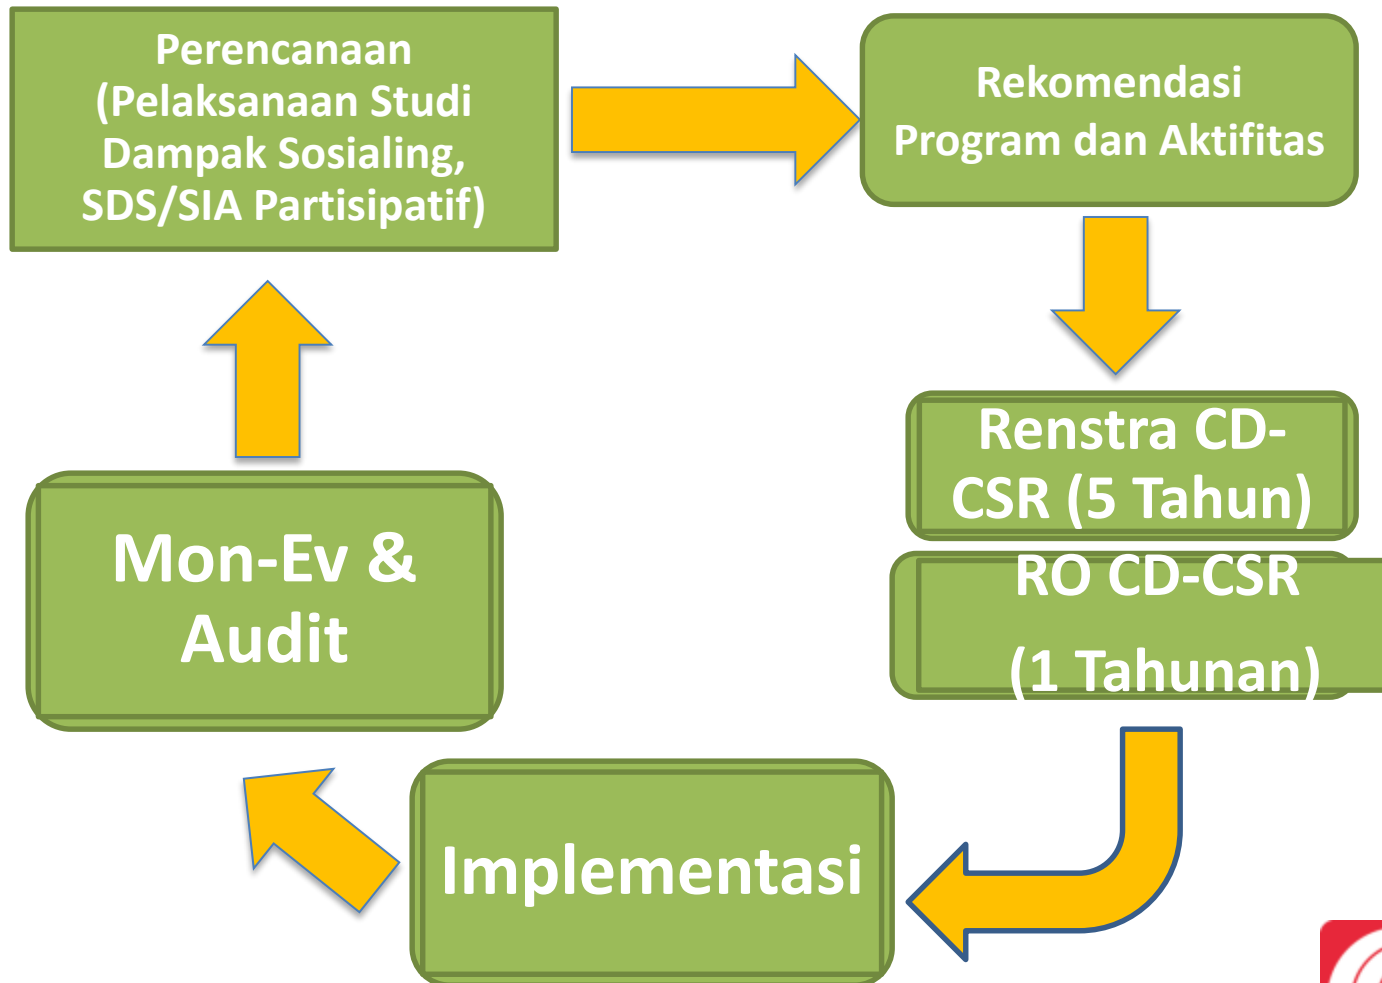 Perencanaan
(Pelaksanaan Studi
Dampak Sosialing,
SDS/SIA Partisipatif)
Rekomendasi
Program dan Aktifitas
Renstra CD-
CSR (5 Tahun)
RO CD-CSR
(1 Tahunan)
Implementasi
Mon-Ev &
Audit